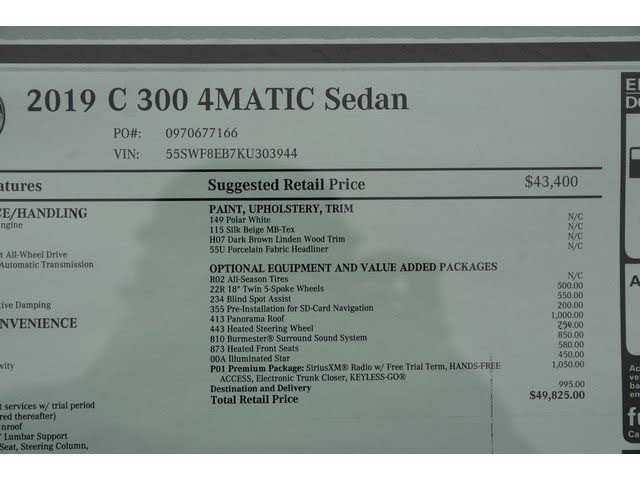 2019 C 300 4MATIC Sedan
PO#: 0970677166
VIN: 55SWF8EB7KU303944
Suggested Retail Price $43,400
PAINT, UPHOLSTERY, TRIM
149 Polar White N/C
115 Silk Beige MB-Tex N/C
H07 Dark Brown Linden Wood Trim N/C
55U Porcelain Fabric Headliner N/C
OPTIONAL EQUIPMENT AND VALUE ADDED PACKAGES
R02 All-Season Tires N/C
22R 18" Twin 5-Spoke Wheels 500.00
234 Blind Spot Assist 550.00
355 Pre-Installation for SD-Card Navigation 200.00
413 Panorama Roof 1,000.00
443 Heated Steering Wheel 250.00
810 Burmester® Surround Sound System 850.00
873 Heated Front Seats 580.00
00A Illuminated Star 450.00
P01 Premium Package: SiriusXM® Radio w/ Free Trial Term, HANDS-FREE 1,050.00
ACCESS, Electronic Trunk Closer, KEYLESS-GO®
Destination and Delivery 995.00
Total Retail Price $49,825.00
atures
CE/HANDLING
ngine
t All-Wheel Drive
Automatic Transmission
tive Damping
NVENIENCE
wity
t services w/ trial period
red thereafter)
nroof
" Lumbar Support
Seat, Steering Column,